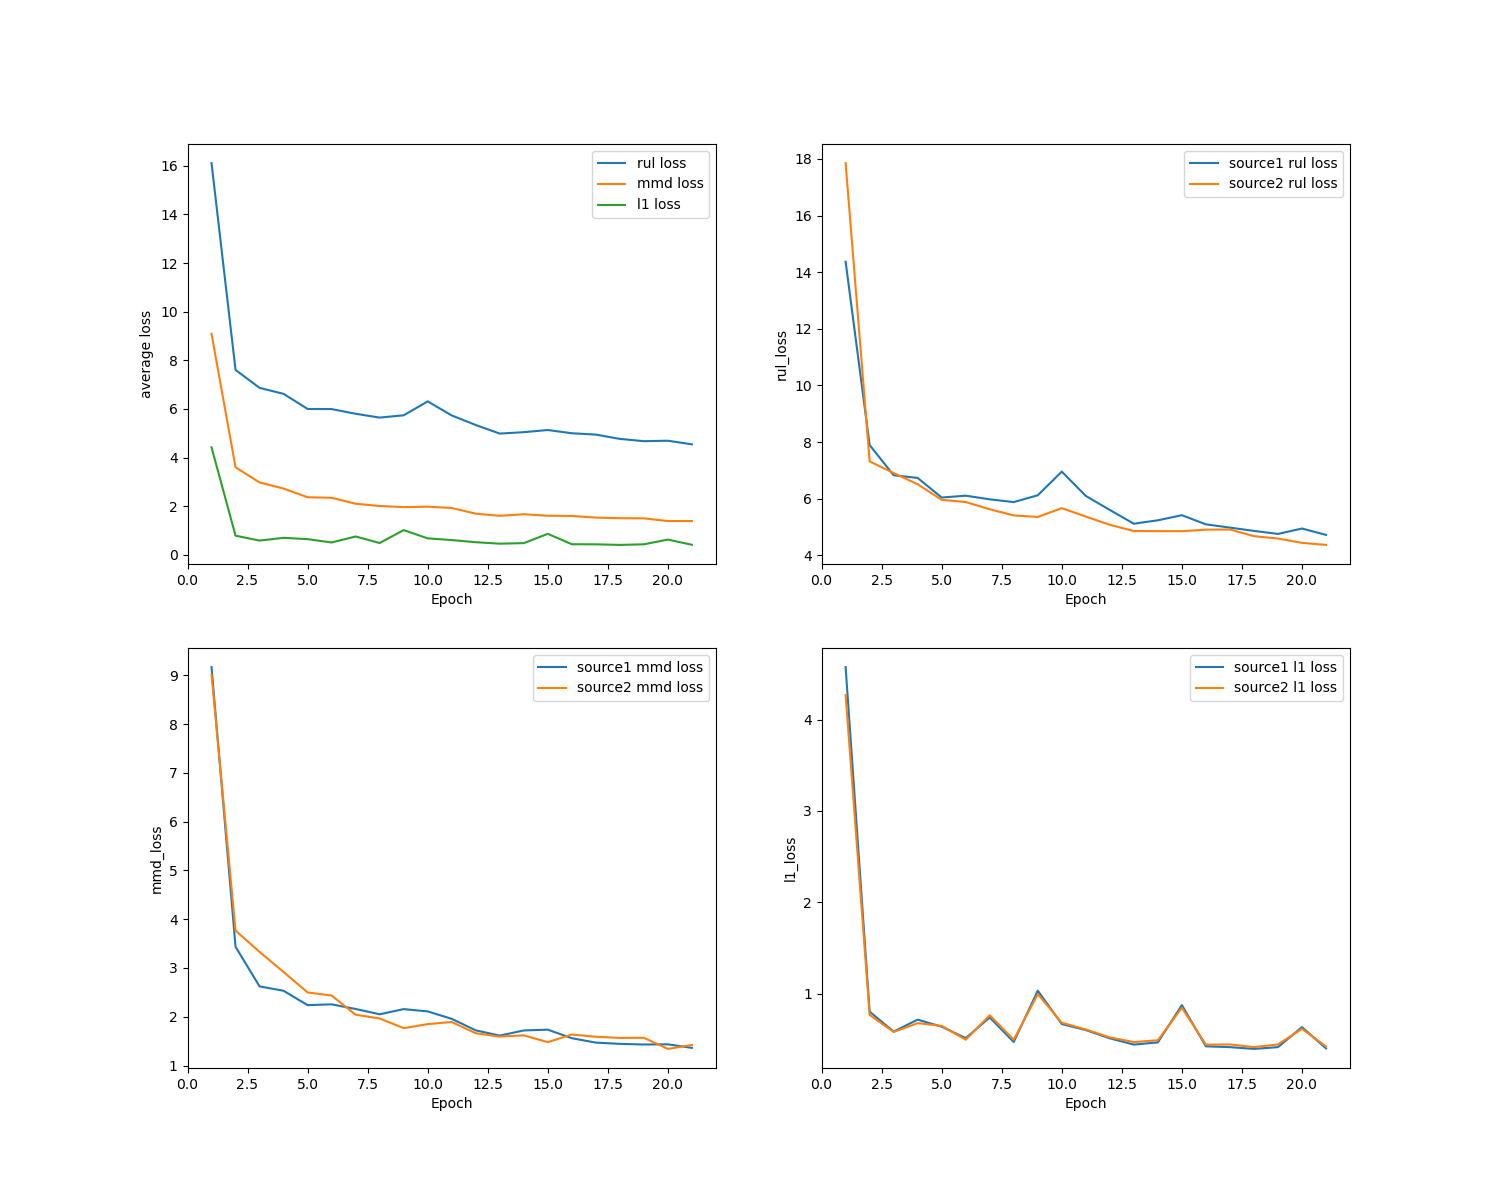 16
14
12
10
8
6
4
2
0
average loss
rul loss
mmd loss
l1 loss
0.0 2.5 5.0 7.5 10.0 12.5 15.0 17.5 20.0
Epoch
18
16
14
12
10
8
6
4
rul_loss
source1 rul loss
source2 rul loss
0.0 2.5 5.0 7.5 10.0 12.5 15.0 17.5 20.0
Epoch
9
8
7
6
5
4
3
2
1
mmd_loss
source1 mmd loss
source2 mmd loss
0.0 2.5 5.0 7.5 10.0 12.5 15.0 17.5 20.0
Epoch
4
3
2
1
l1_loss
source1 l1 loss
source2 l1 loss
0.0 2.5 5.0 7.5 10.0 12.5 15.0 17.5 20.0
Epoch